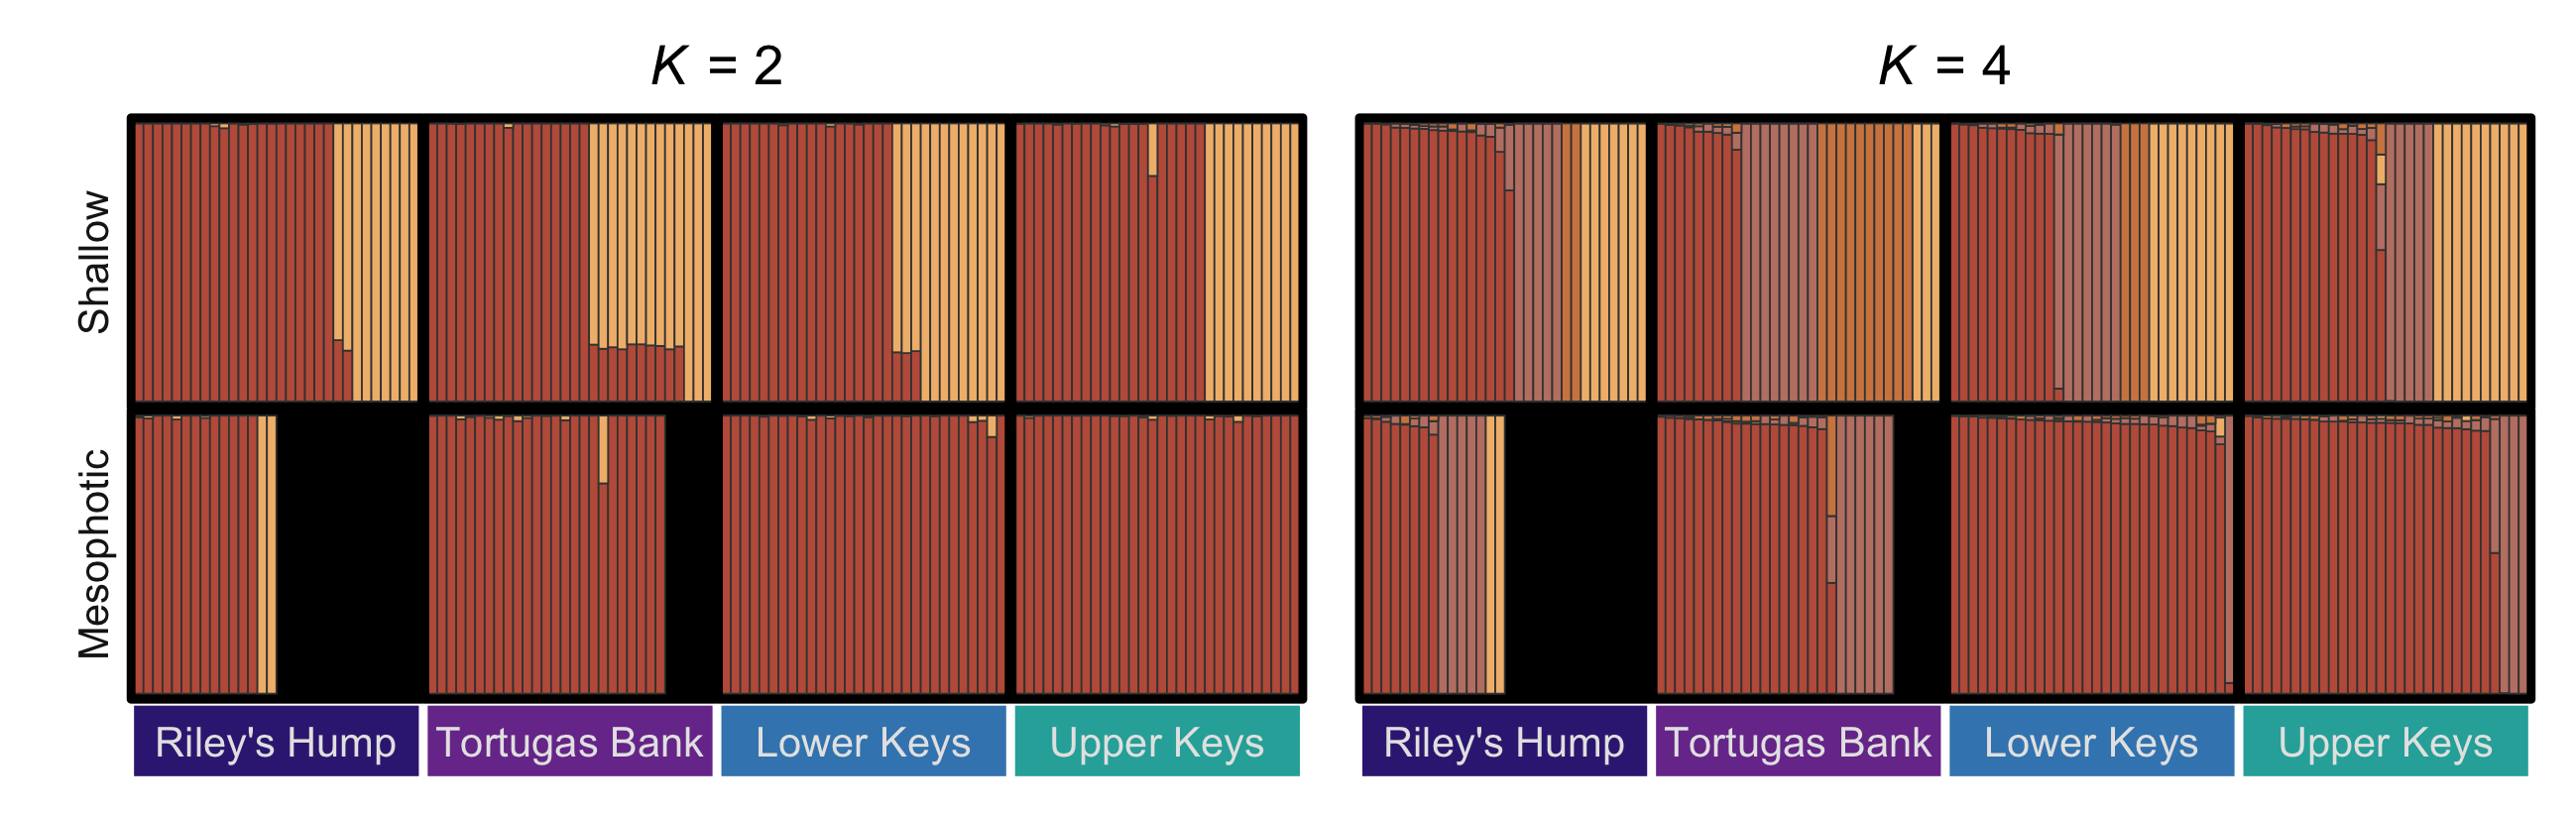 K = 2
K = 4
Shallow
Mesophotic
Riley's Hump
Tortugas Bank
Lower Keys
Upper Keys
Riley's Hump
Tortugas Bank
Lower Keys
Upper Keys